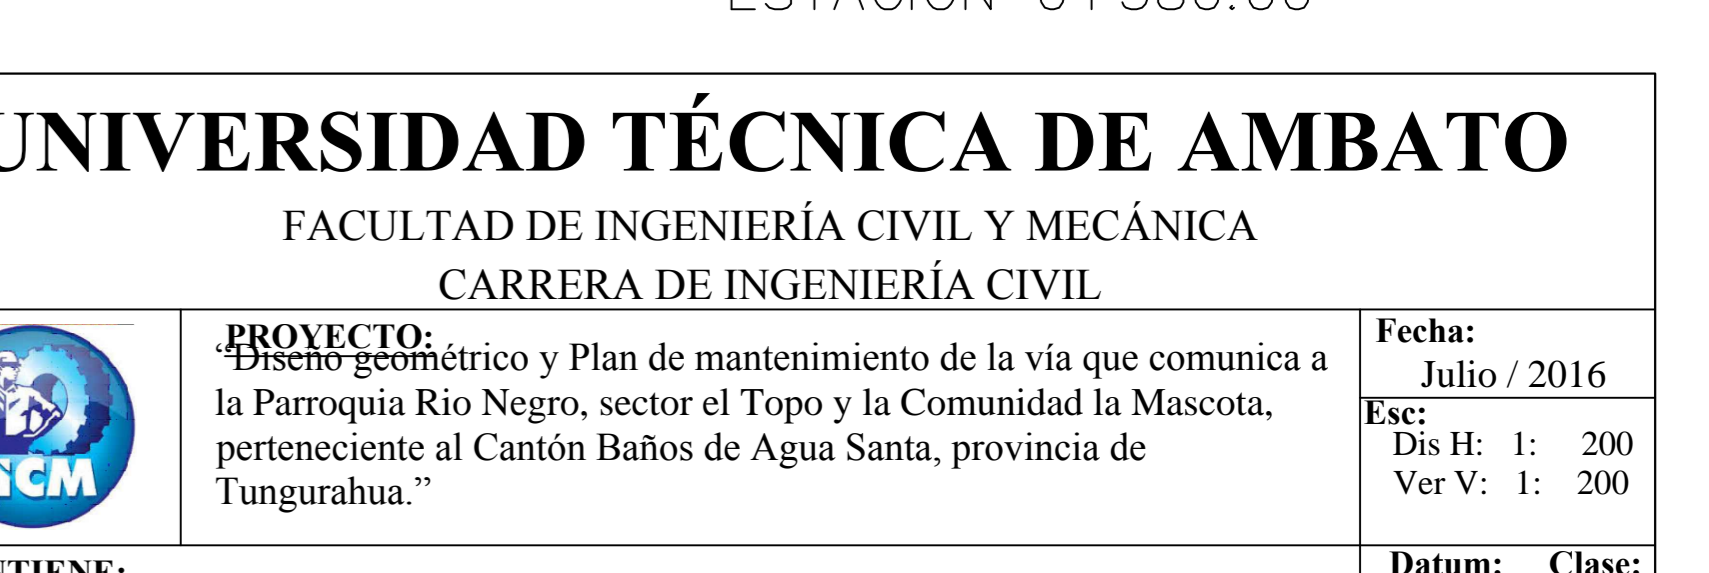 ESTACION
UNIVERSIDAD TÉCNICA DE AMBATO
FACULTAD DE INGENIERÍA CIVIL Y MECÁNICA
CARRERA DE INGENIERÍA CIVIL
PROYECTO:
“Diseño geométrico y Plan de mantenimiento de la vía que comunica a
la Parroquia Rio Negro, sector el Topo y la Comunidad la Mascota,
perteneciente al Cantón Baños de Agua Santa, provincia de
Tungurahua.”
Fecha:
Julio / 2016
Esc:
Dis H: 1: 200
Ver V: 1: 200
Datum: Clase: